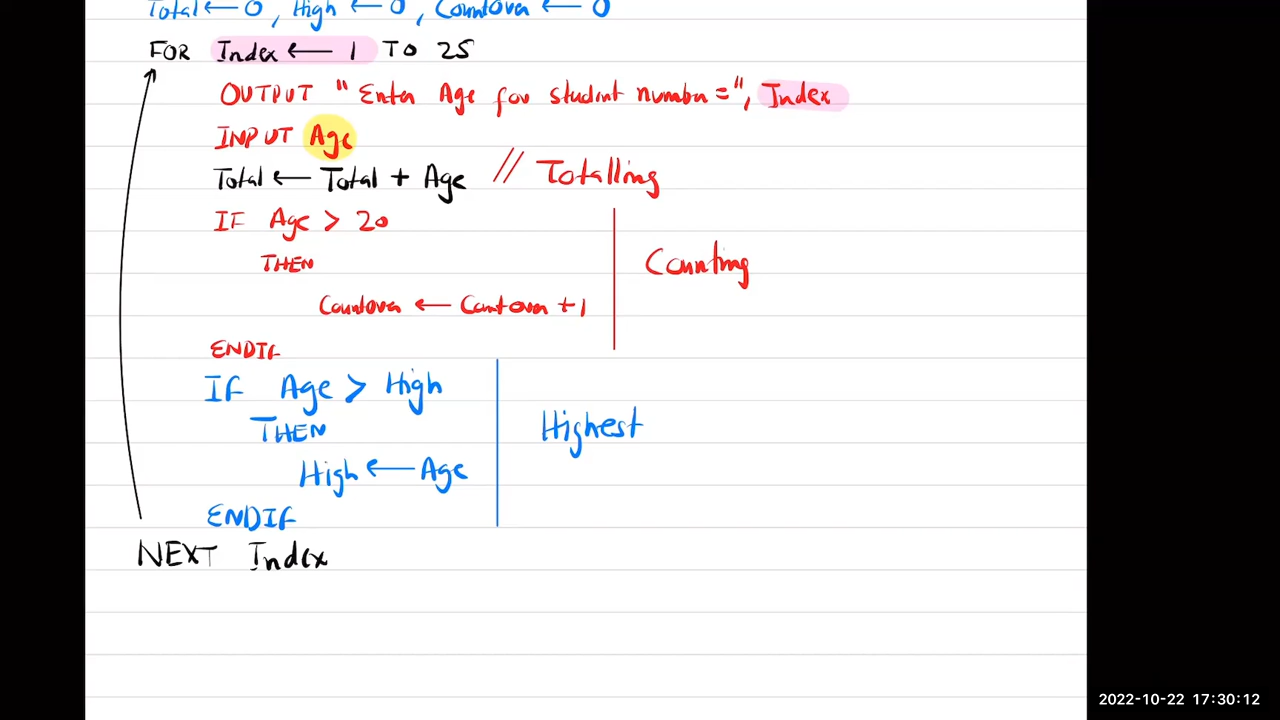 Total ← 0, High ← 0, Countover ← 0
FOR Index ← 1 TO 25
OUTPUT "Enter Age for student number =", Index
INPUT Age
Total ← Total + Age // Totalling
IF Age > 20
THEN
Counting
Countover ← Countover + 1
ENDIF
IF Age > High
THEN
Highest
High ← Age
ENDIF
NEXT Index
2022-10-22 17:30:12